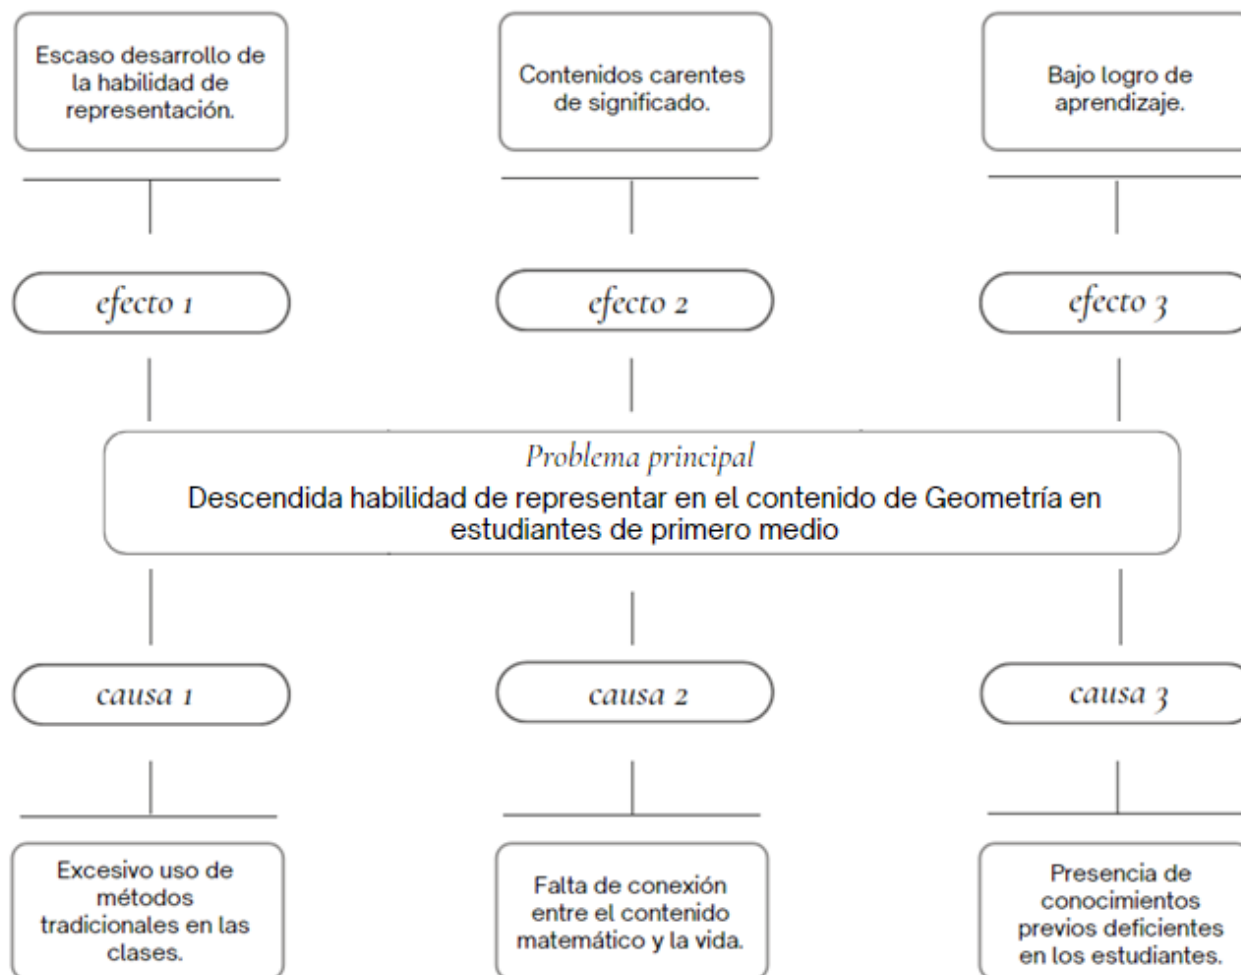 Escaso desarrollo de
la habilidad de
representación.
Contenidos carentes
de significado.
Bajo logro de
aprendizaje.
efecto 1
efecto 2
efecto 3
Problema principal
Descendida habilidad de representar en el contenido de Geometría en
estudiantes de primero medio
causa 1
causa 2
causa 3
Excesivo uso de
métodos
tradicionales en las
clases.
Falta de conexión
entre el contenido
matemático y la vida.
Presencia de
conocimientos
previos deficientes
en los estudiantes.